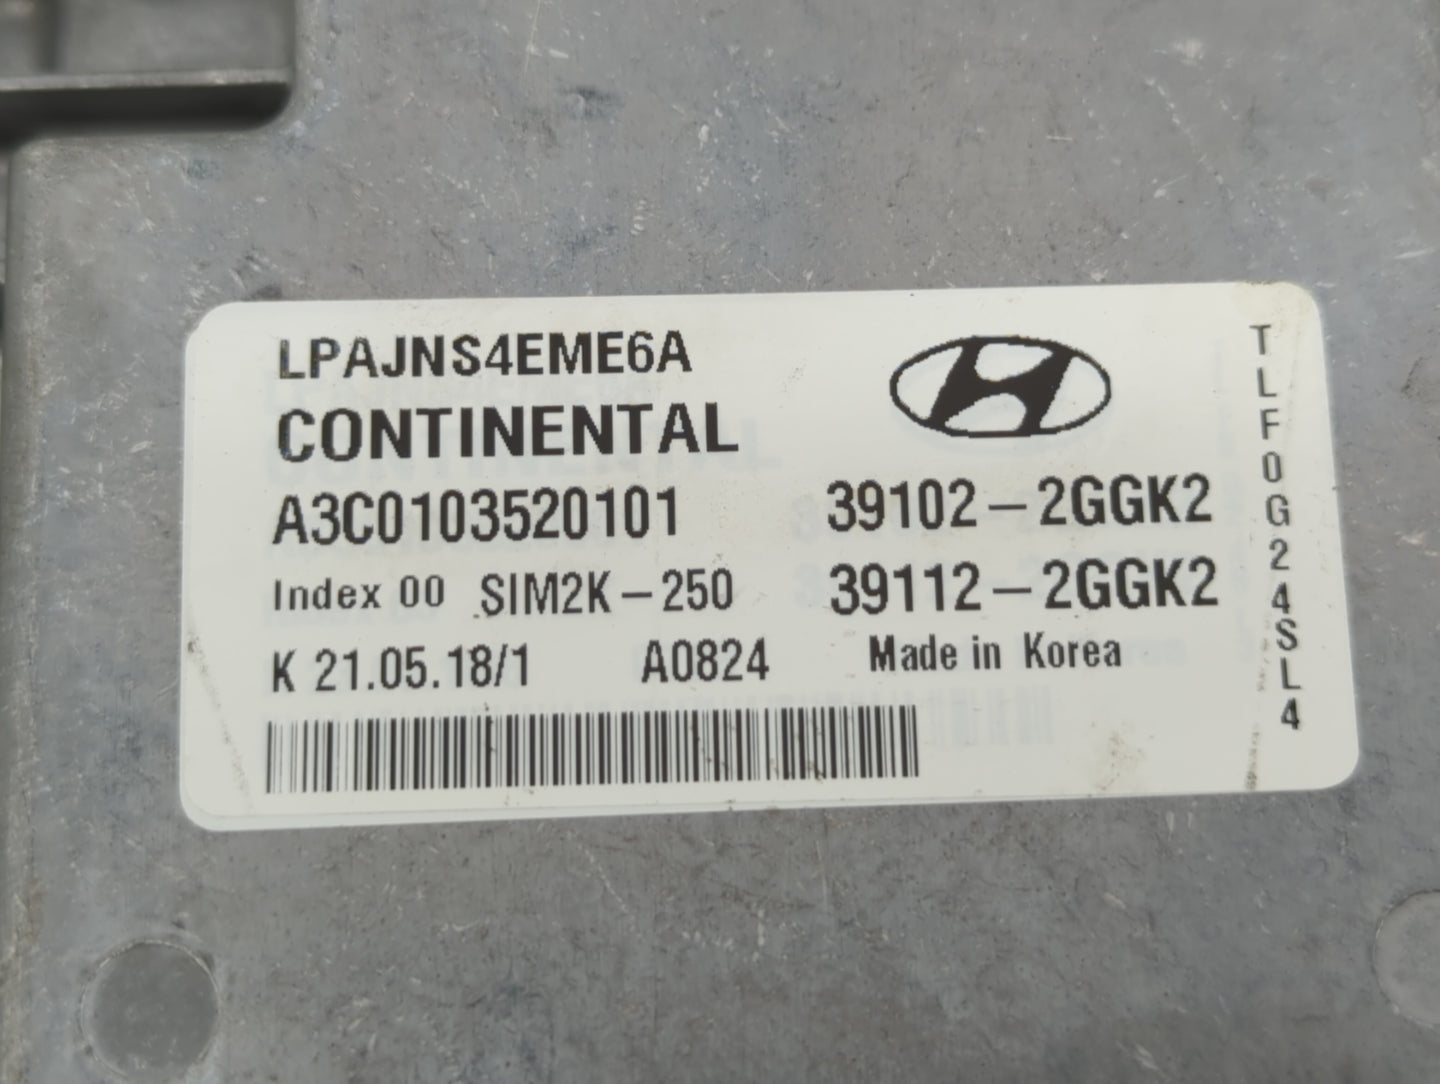 LPAJNS4EME6A
CONTINENTAL
A3C0103520101
39102-2GGK2
Index 00 SIM2K-250
39112-2GGK2
K 21.05.18/1
A0824
Made in Korea
TLF0G24SL4